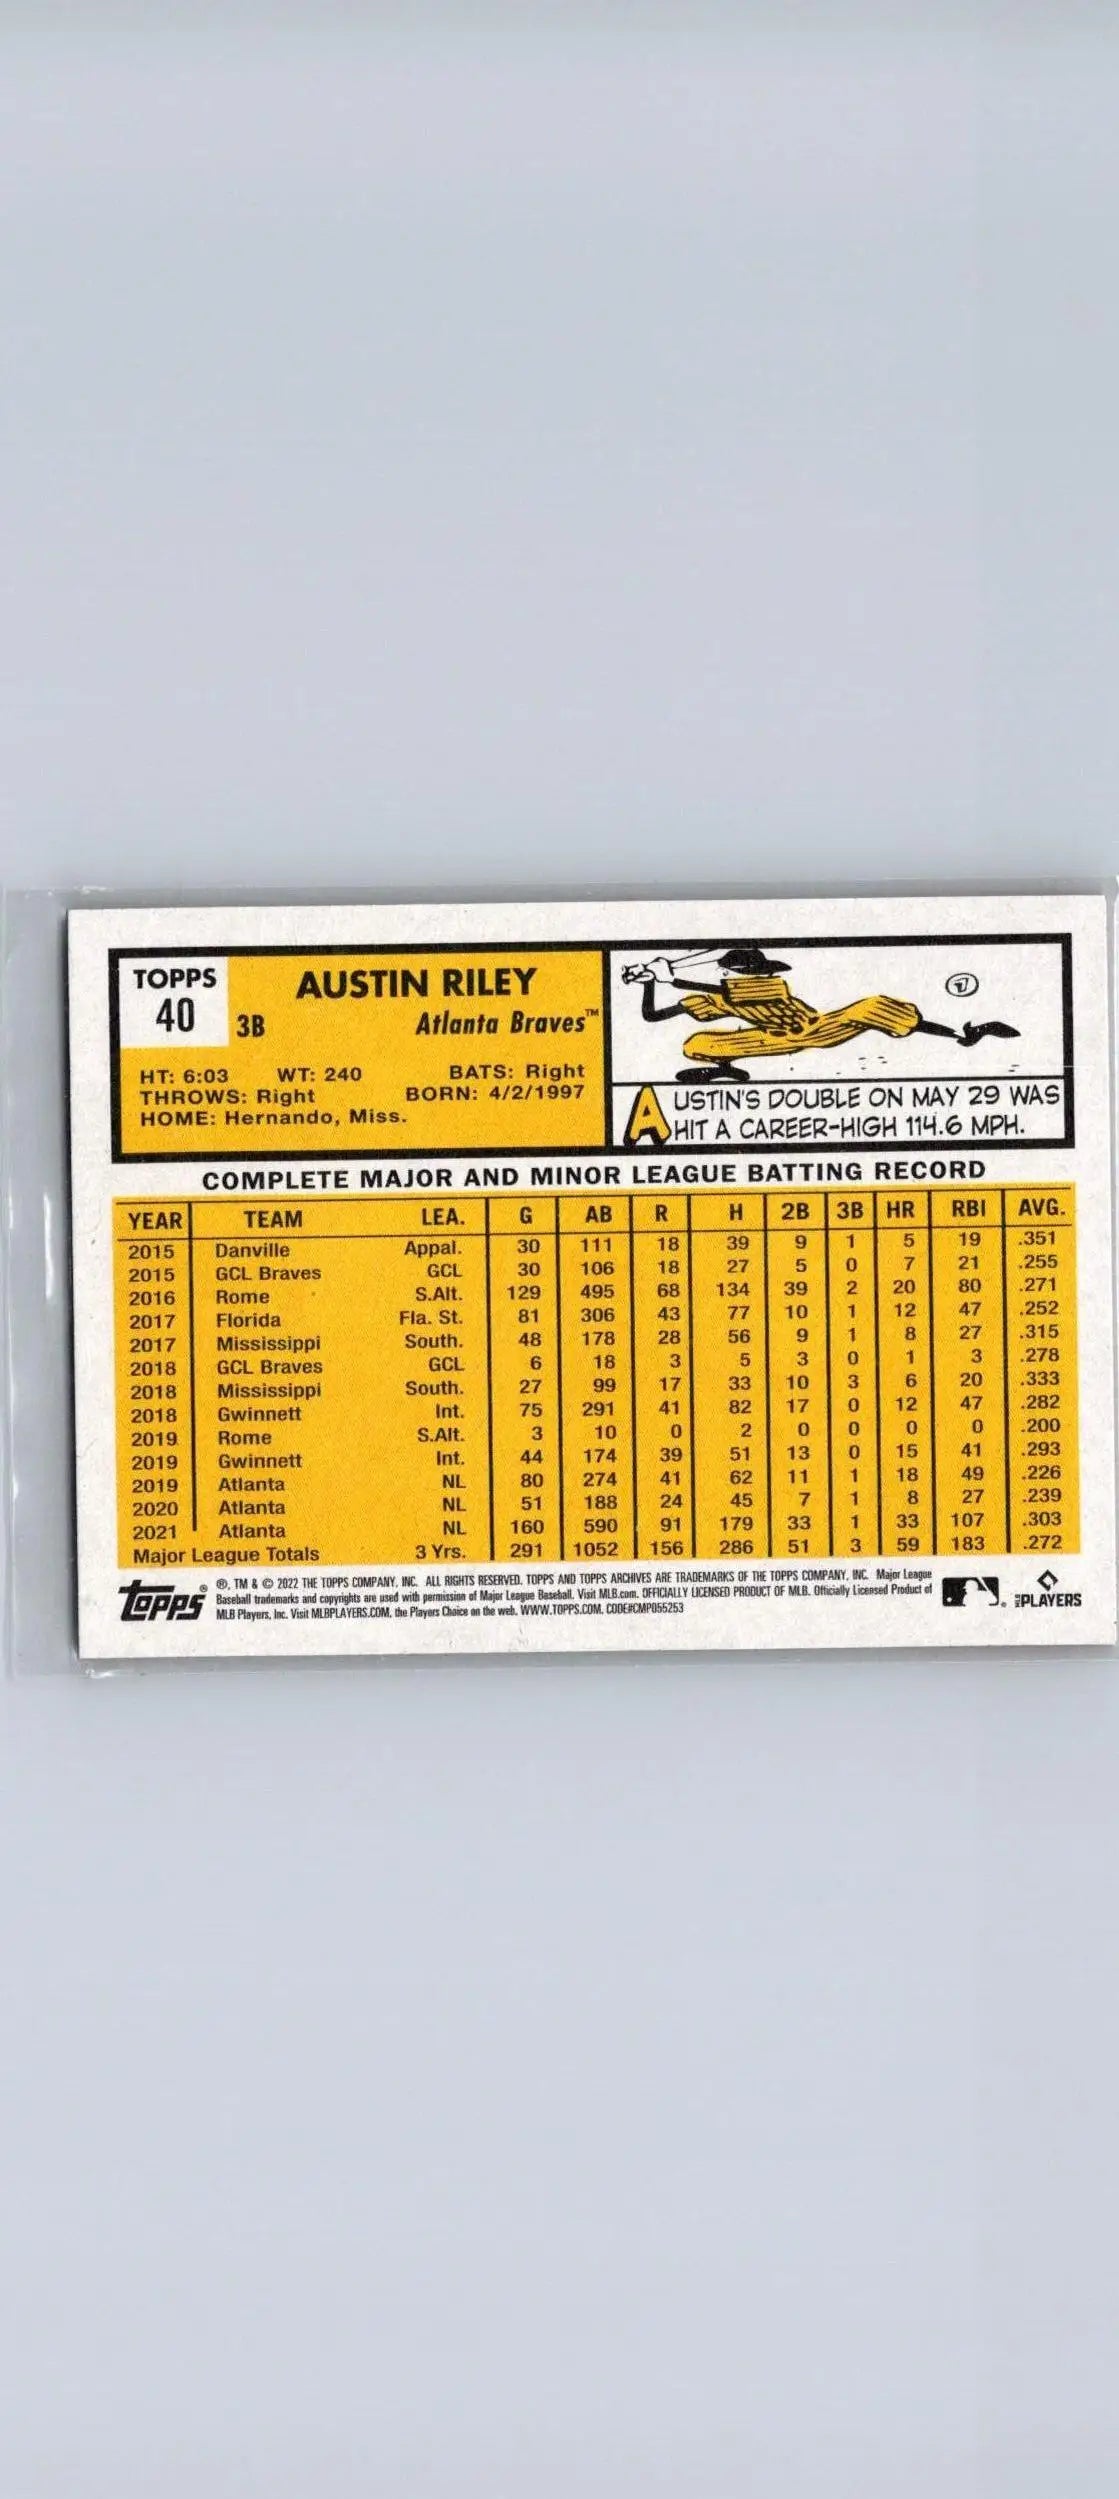 TOPPS
40
AUSTIN RILEY
3B Atlanta Braves™
HT: 6:03 WT: 240 BATS: Right
THROWS: Right BORN: 4/2/1997
HOME: Hernando, Miss.
AUSTIN'S DOUBLE ON MAY 29 WAS
HIT A CAREER-HIGH 114.6 MPH.
COMPLETE MAJOR AND MINOR LEAGUE BATTING RECORD
YEAR TEAM LEA. G AB R H 2B 3B HR RBI AVG.
2015 Danville Appal. 30 111 18 39 9 1 5 19 .351
2015 GCL Braves GCL 30 106 18 27 5 0 7 21 .255
2016 Rome S.Alt. 129 495 68 134 39 2 20 80 .271
2017 Florida Fla. St. 81 306 43 77 10 1 12 47 .252
2017 Mississippi South. 48 178 28 56 9 1 8 27 .315
2018 GCL Braves GCL 6 18 3 5 3 0 1 3 .278
2018 Mississippi South. 27 99 17 33 10 3 6 20 .333
2018 Gwinnett Int. 75 291 41 82 17 0 12 47 .282
2019 Rome S.Alt. 3 10 0 2 0 0 0 0 .200
2019 Gwinnett Int. 44 174 39 51 13 0 15 41 .293
2019 Atlanta NL 80 274 41 62 11 1 18 49 .226
2020 Atlanta NL 51 188 24 45 7 1 8 27 .239
2021 Atlanta NL 160 590 91 179 33 1 33 107 .303
Major League Totals 3 Yrs. 291 1052 156 286 51 3 59 183 .272
Topps® ®, TM & © 2022 THE TOPPS COMPANY, INC. ALL RIGHTS RESERVED. TOPPS AND TOPPS ARCHIVES ARE TRADEMARKS OF THE TOPPS COMPANY, INC. Major League
Baseball trademarks and copyrights are used with permission of Major League Baseball. Visit MLB.com. OFFICIALLY LICENSED PRODUCT OF MLB. Officially Licensed Product of
MLB Players, Inc. Visit MLBPLAYERS.COM, the Players Choice on the web. WWW.TOPPS.COM. CODE#CMP055253
PLAYERS